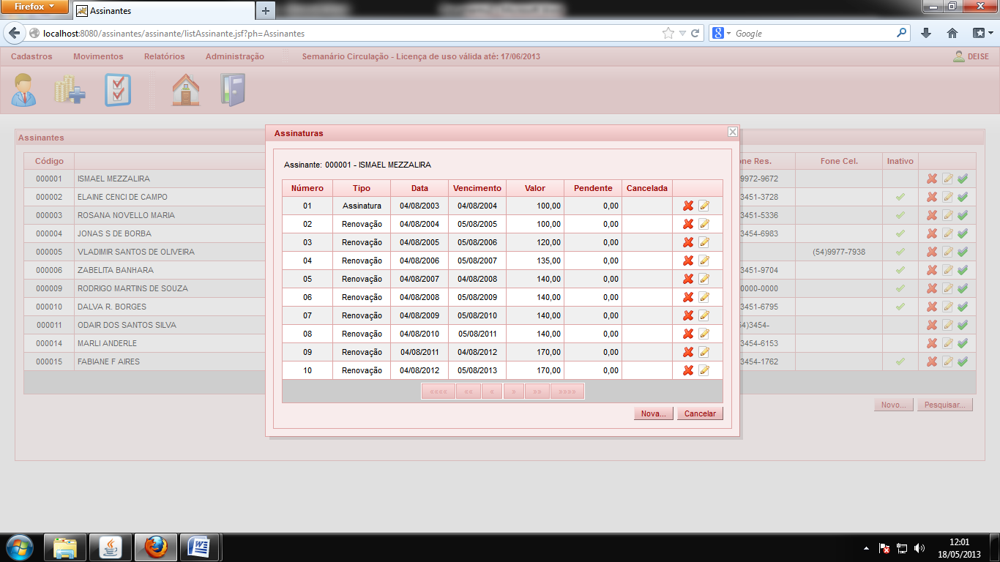 Firefox
Assinantes
localhost:8080/assinantes/assinante/listAssinante.jsf?ph=Assinantes
Google
Cadastros Movimentos Relatórios Administração Semanário Circulação - Licença de uso válida até: 17/06/2013 DEISE
Assinantes
Código Fone Cel. Inativo
000001 ISMAEL MEZZALIRA 9972-9672
000002 ELAINE CENCI DE CAMPO 3451-3728
000003 ROSANA NOVELLO MARIA 3451-5336
000004 JONAS S DE BORBA 3454-6983
000005 VLADIMIR SANTOS DE OLIVEIRA (54)9977-7938
000006 ZABELITA BANHARA 3451-9704
000009 RODRIGO MARTINS DE SOUZA 0000-0000
000010 DALVA R. BORGES 3451-6795
000011 ODAIR DOS SANTOS SILVA 4)3454-
000014 MARLI ANDERLE 3454-6153
000015 FABIANE F AIRES 3454-1762
Novo... Pesquisar...
Assinaturas
Assinante: 000001 - ISMAEL MEZZALIRA
Número Tipo Data Vencimento Valor Pendente Cancelada
01 Assinatura 04/08/2003 04/08/2004 100,00 0,00
02 Renovação 04/08/2004 05/08/2005 100,00 0,00
03 Renovação 04/08/2005 05/08/2006 120,00 0,00
04 Renovação 04/08/2006 05/08/2007 135,00 0,00
05 Renovação 04/08/2007 04/08/2008 140,00 0,00
06 Renovação 04/08/2008 05/08/2009 140,00 0,00
07 Renovação 04/08/2009 05/08/2010 140,00 0,00
08 Renovação 04/08/2010 05/08/2011 140,00 0,00
09 Renovação 04/08/2011 04/08/2012 170,00 0,00
10 Renovação 04/08/2012 05/08/2013 170,00 0,00
«««« «« « » »» »»»»
Nova... Cancelar
12:01
18/05/2013